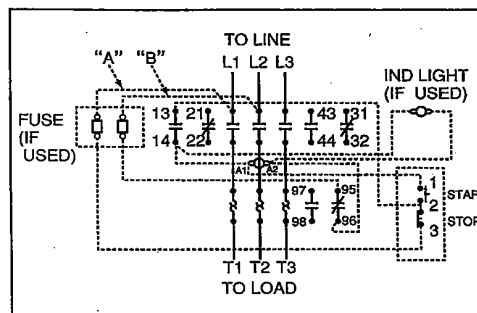 "A" "B"
TO LINE
L1 L2 L3
IND LIGHT
(IF USED)
FUSE
(IF
USED)
13 21 43 31
14 22 44 32
A1 A2
97 95
98 96
1
2
3
START
STOP
T1 T2 T3
TO LOAD